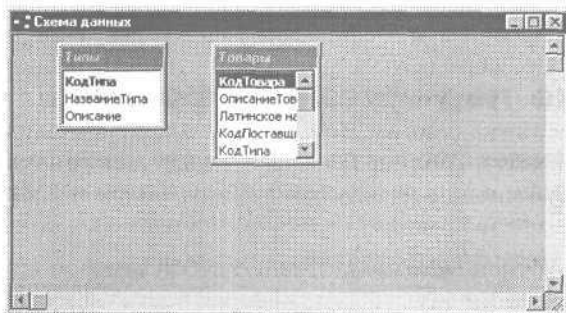 Схема данных
Типы
КодТипа
НазваниеТипа
Описание
Товары
КодТовара
ОписаниеТов
Латинское на
КодПоставщ
КодТипа